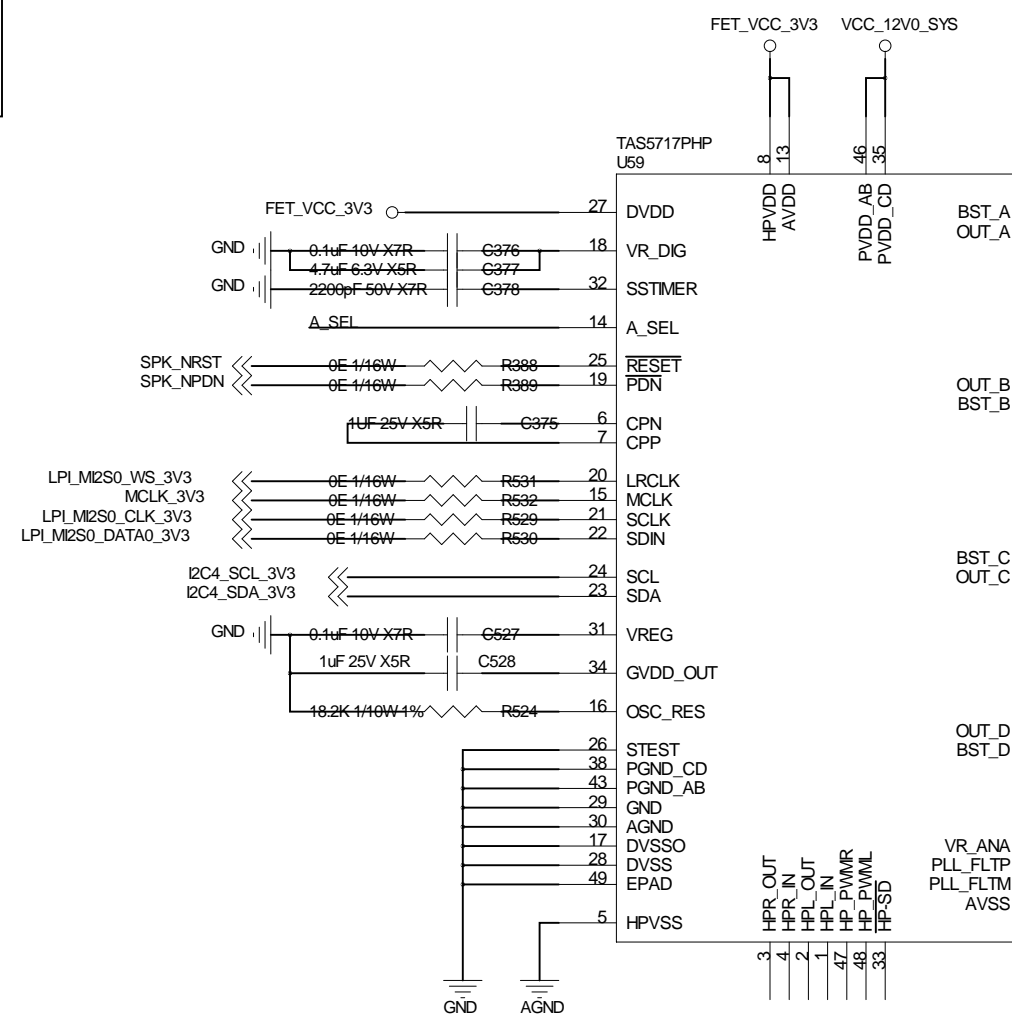 FET_VCC_3V3 VCC_12V0_SYS
TAS5717PHP
U59
8 13 46 35
HPVDD AVDD PVDD_AB PVDD_CD
FET_VCC_3V3 27 DVDD BST_A
OUT_A
GND 0.1uF 10V X7R C376 18 VR_DIG
4.7uF 6.3V X5R C377
GND 2200pF 50V X7R C378 32 SSTIMER
A_SEL 14 A_SEL
SPK_NRST 0E 1/16W R388 25 RESET
SPK_NPDN 0E 1/16W R389 19 PDN OUT_B
BST_B
1UF 25V X5R C375 6 CPN
7 CPP
LPI_MI2S0_WS_3V3 0E 1/16W R531 20 LRCLK
MCLK_3V3 0E 1/16W R532 15 MCLK
LPI_MI2S0_CLK_3V3 0E 1/16W R529 21 SCLK
LPI_MI2S0_DATA0_3V3 0E 1/16W R530 22 SDIN
BST_C
I2C4_SCL_3V3 24 SCL OUT_C
I2C4_SDA_3V3 23 SDA
GND 0.1uF 10V X7R C527 31 VREG
1uF 25V X5R C528 34 GVDD_OUT
18.2K 1/10W 1% R524 16 OSC_RES
OUT_D
26 STEST BST_D
38 PGND_CD
43 PGND_AB
29 GND
30 AGND
17 DVSSO VR_ANA
28 DVSS PLL_FLTP
49 EPAD PLL_FLTM
AVSS
5 HPVSS
HPR_OUT HPR_IN HPL_OUT HPL_IN HP_PWMR HP_PWML HP-SD
3 4 2 1 47 48 33
GND AGND